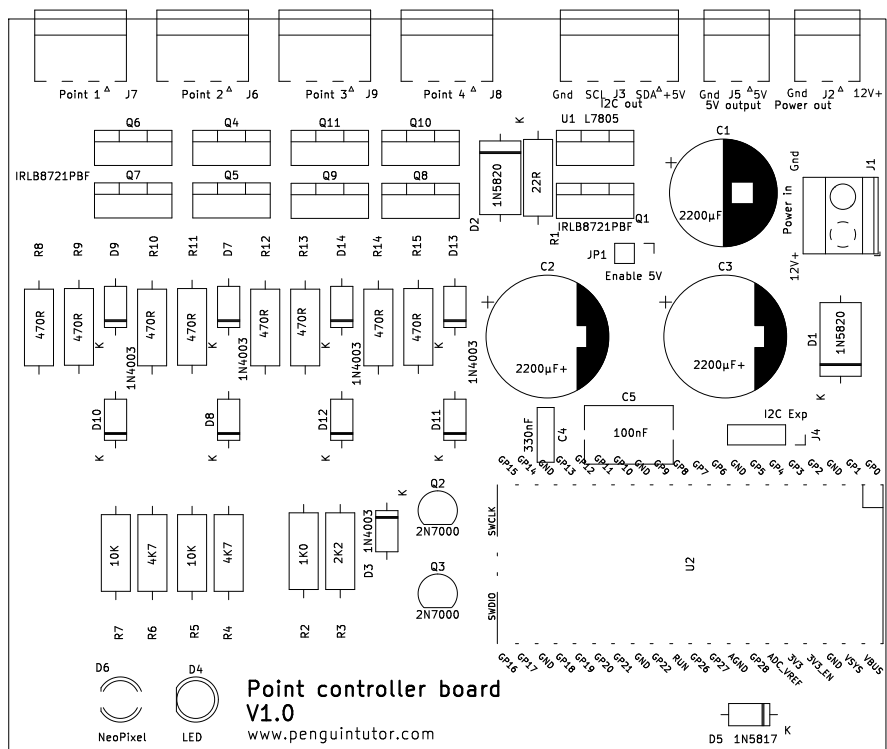 Point 1 J7 Point 2 J6 Point 3 J9 Point 4 J8 Gnd SCL J3 SDA +5V Gnd J5 5V Gnd J2 12V+
I2C out 5V output Power out
Q6 Q4 Q11 Q10 K U1 L7805 C1
IRLB8721PBF Q7 Q5 Q9 Q8 1N5820 22R 2200µF Power in Gnd J1
D2 R1 IRLB8721PBF Q1
R8 R9 D9 R10 R11 D7 R12 R13 D14 R14 R15 D13 JP1 12V+
Enable 5V
C2 C3
470R 470R K 470R 470R K 470R 470R K 470R 470R K D1 1N5820
1N4003 1N4003 1N4003 1N4003 2200µF+ 2200µF+
K
D10 D8 D12 D11 C5
K K K K 330nF C4 100nF I2C Exp J4
GP15 GP14 GND GP13 GP12 GP11 GP10 GND GP9 GP8 GP7 GP6 GND GP5 GP4 GP3 GP2 GND GP1 GP0
Q2
2N7000
K
1N4003
D3
SWCLK
10K 4K7 10K 4K7 1K0 2K2 U2
Q3
2N7000
SWDIO
R7 R6 R5 R4 R2 R3
GP16 GP17 GND GP18 GP19 GP20 GP21 GND GP22 RUN GP26 GP27 AGND GP28 ADC_VREF 3V3 3V3_EN GND VSYS VBUS
D6 D4
NeoPixel LED
Point controller board
V1.0
www.penguintutor.com
D5 1N5817 K